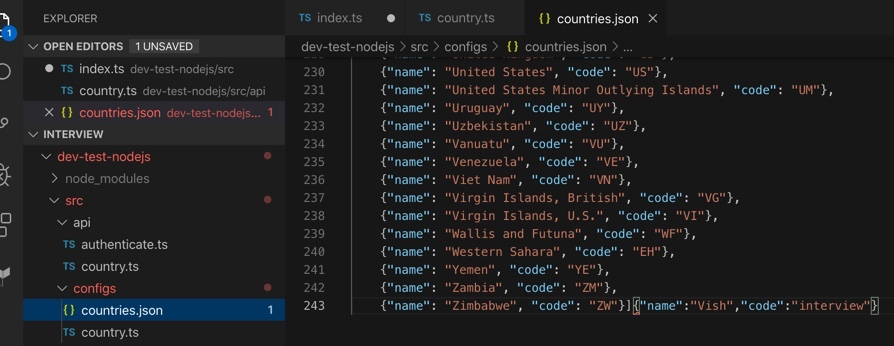 EXPLORER
OPEN EDITORS 1 UNSAVED
TS index.ts dev-test-nodejs/src
TS country.ts dev-test-nodejs/src/api
{} countries.json dev-test-nodejs... 1
INTERVIEW
dev-test-nodejs
node_modules
src
api
TS authenticate.ts
TS country.ts
configs
{} countries.json 1
TS country.ts
1
TS index.ts
TS country.ts
{} countries.json
dev-test-nodejs > src > configs > {} countries.json > ...
230 {"name": "United States", "code": "US"},
231 {"name": "United States Minor Outlying Islands", "code": "UM"},
232 {"name": "Uruguay", "code": "UY"},
233 {"name": "Uzbekistan", "code": "UZ"},
234 {"name": "Vanuatu", "code": "VU"},
235 {"name": "Venezuela", "code": "VE"},
236 {"name": "Viet Nam", "code": "VN"},
237 {"name": "Virgin Islands, British", "code": "VG"},
238 {"name": "Virgin Islands, U.S.", "code": "VI"},
239 {"name": "Wallis and Futuna", "code": "WF"},
240 {"name": "Western Sahara", "code": "EH"},
241 {"name": "Yemen", "code": "YE"},
242 {"name": "Zambia", "code": "ZM"},
243 {"name": "Zimbabwe", "code": "ZW"}]{"name":"Vish","code":"interview"}